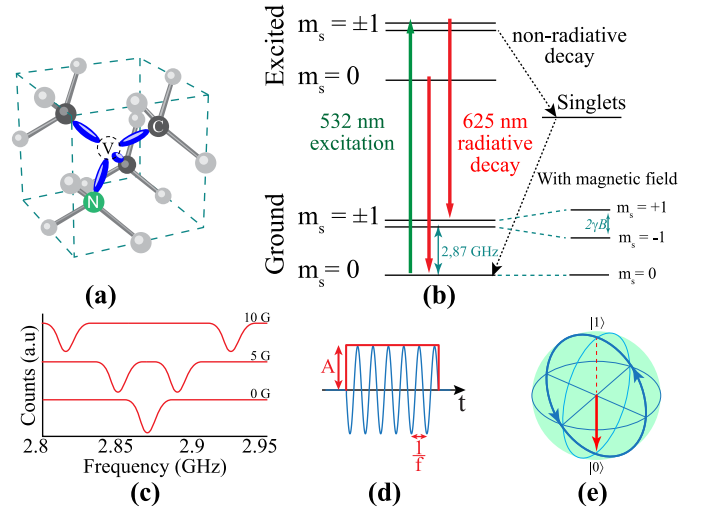 V
C
N
(a)
Excited
m_s = ±1
m_s = 0
non-radiative
decay
Singlets
532 nm
excitation
625 nm
radiative
decay
With magnetic field
Ground
m_s = ±1
m_s = 0
2,87 GHz
m_s = +1
2γB
m_s = -1
m_s = 0
(b)
Counts (a.u)
10 G
5 G
0 G
2.8
2.85
2.9
2.95
Frequency (GHz)
(c)
A
t
1
f
(d)
|1⟩
|0⟩
(e)